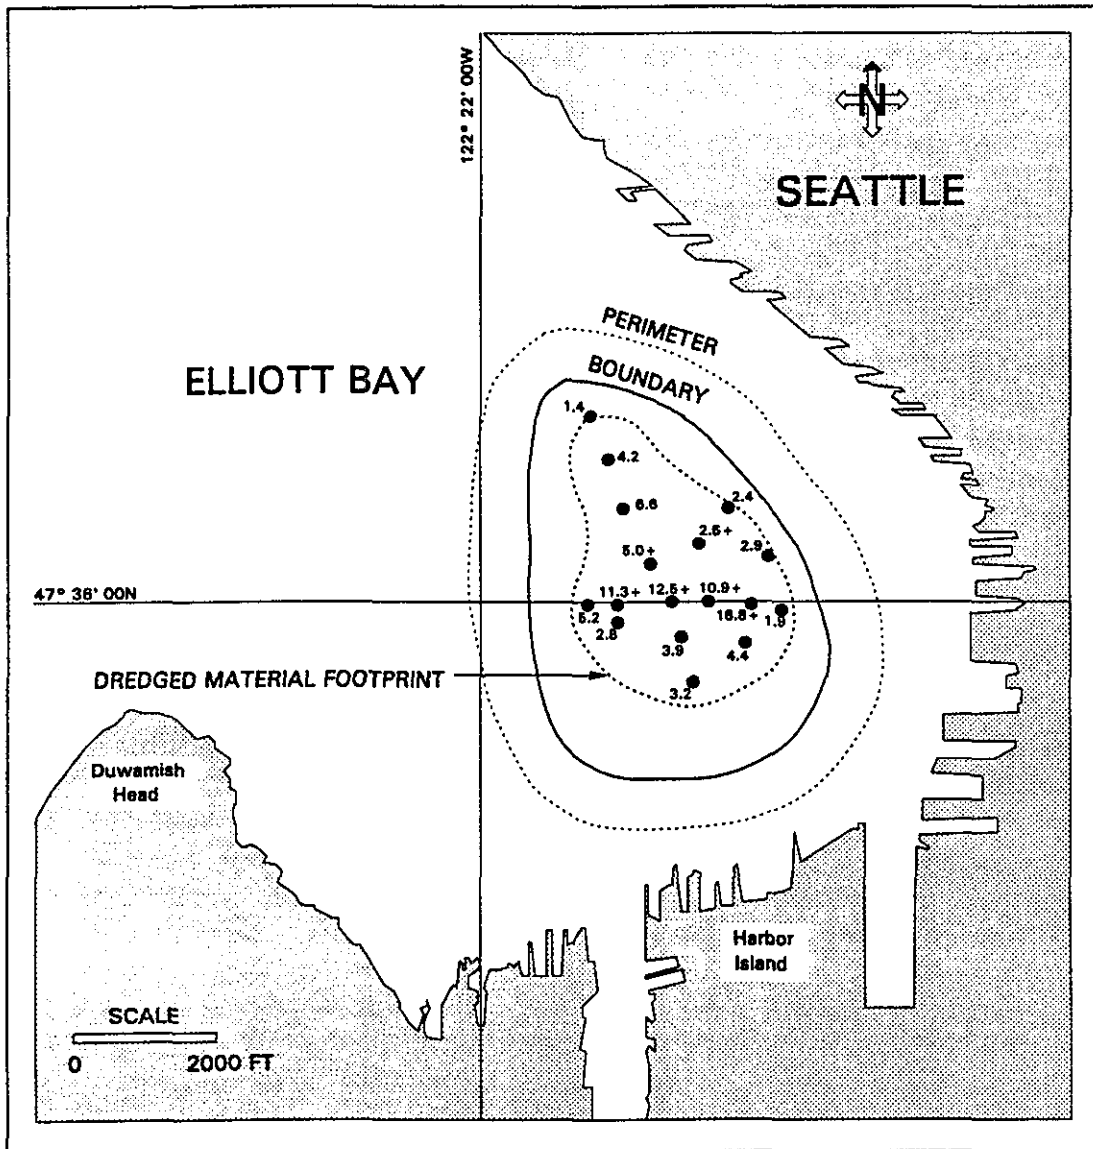 122° 22' 00W
N
SEATTLE
PERIMETER
ELLIOTT BAY
BOUNDARY
1.4
4.2
6.6
2.4
2.5+
2.9
5.0+
47° 36' 00N
11.3+
12.5+
10.9+
5.2
16.8+
1.9
2.8
3.9
4.4
DREDGED MATERIAL FOOTPRINT
3.2
Duwamish
Head
Harbor
Island
SCALE
0 2000 FT